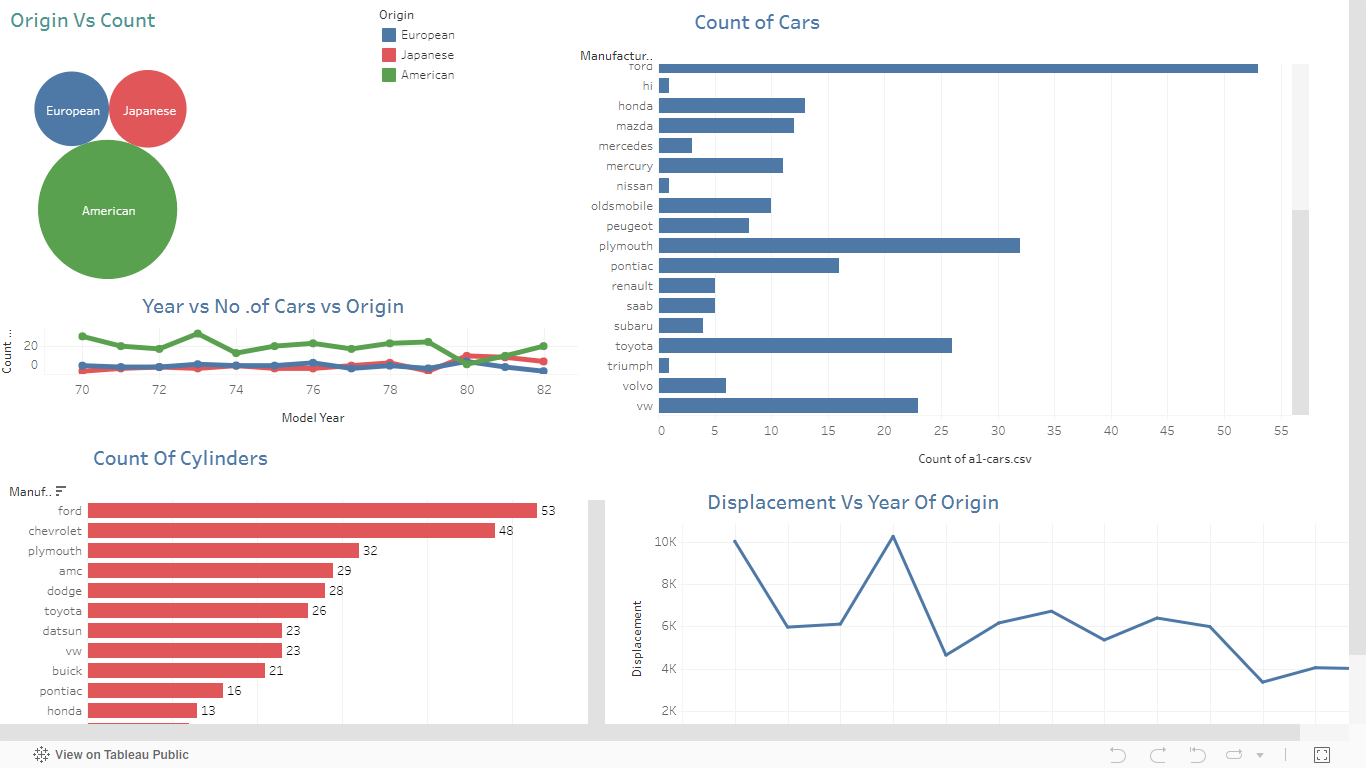 Origin Vs Count
Origin
European
Japanese
American
European
Japanese
American
Year vs No .of Cars vs Origin
Count ...
20
0
70
72
74
76
78
80
82
Model Year
Count of Cars
Manufactur..
ford
hi
honda
mazda
mercedes
mercury
nissan
oldsmobile
peugeot
plymouth
pontiac
renault
saab
subaru
toyota
triumph
volvo
vw
0 5 10 15 20 25 30 35 40 45 50 55
Count of a1-cars.csv
Count Of Cylinders
Manuf..
ford 53
chevrolet 48
plymouth 32
amc 29
dodge 28
toyota 26
datsun 23
vw 23
buick 21
pontiac 16
honda 13
Displacement Vs Year Of Origin
Displacement
10K
8K
6K
4K
2K
View on Tableau Public